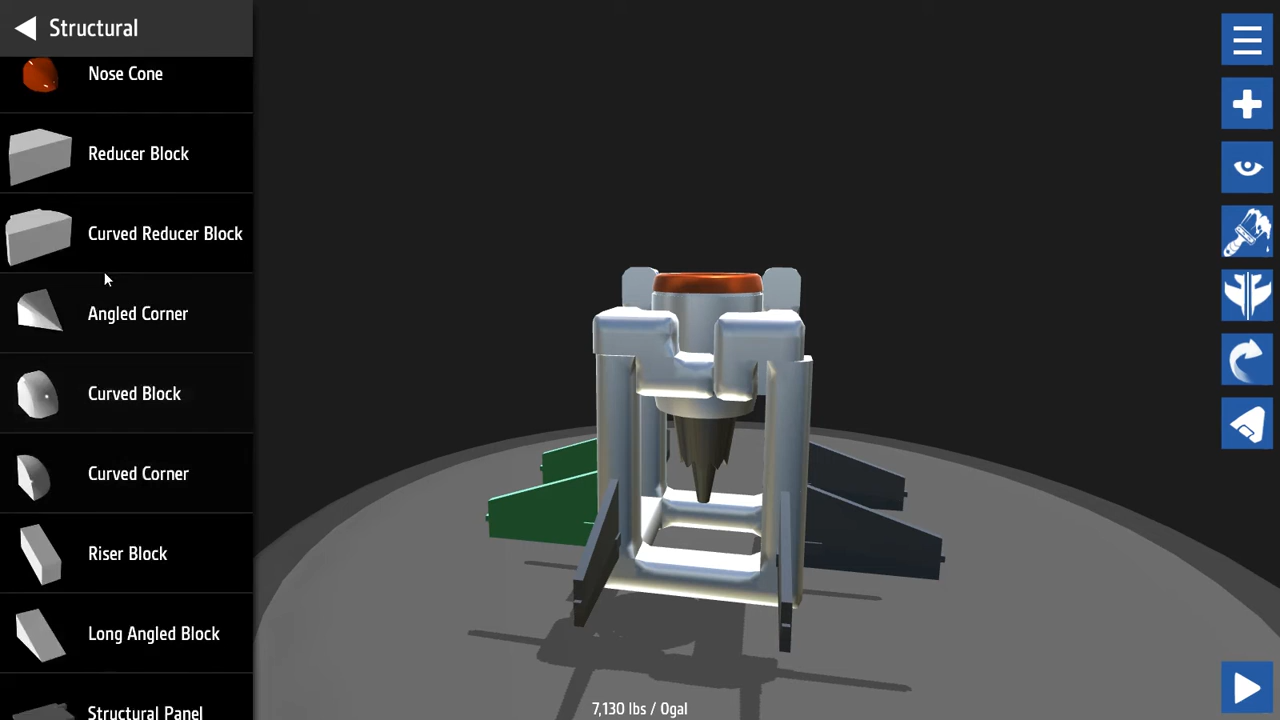 Structural
Nose Cone
Reducer Block
Curved Reducer Block
Angled Corner
Curved Block
Curved Corner
Riser Block
Long Angled Block
Structural Panel
7,130 lbs / 0gal